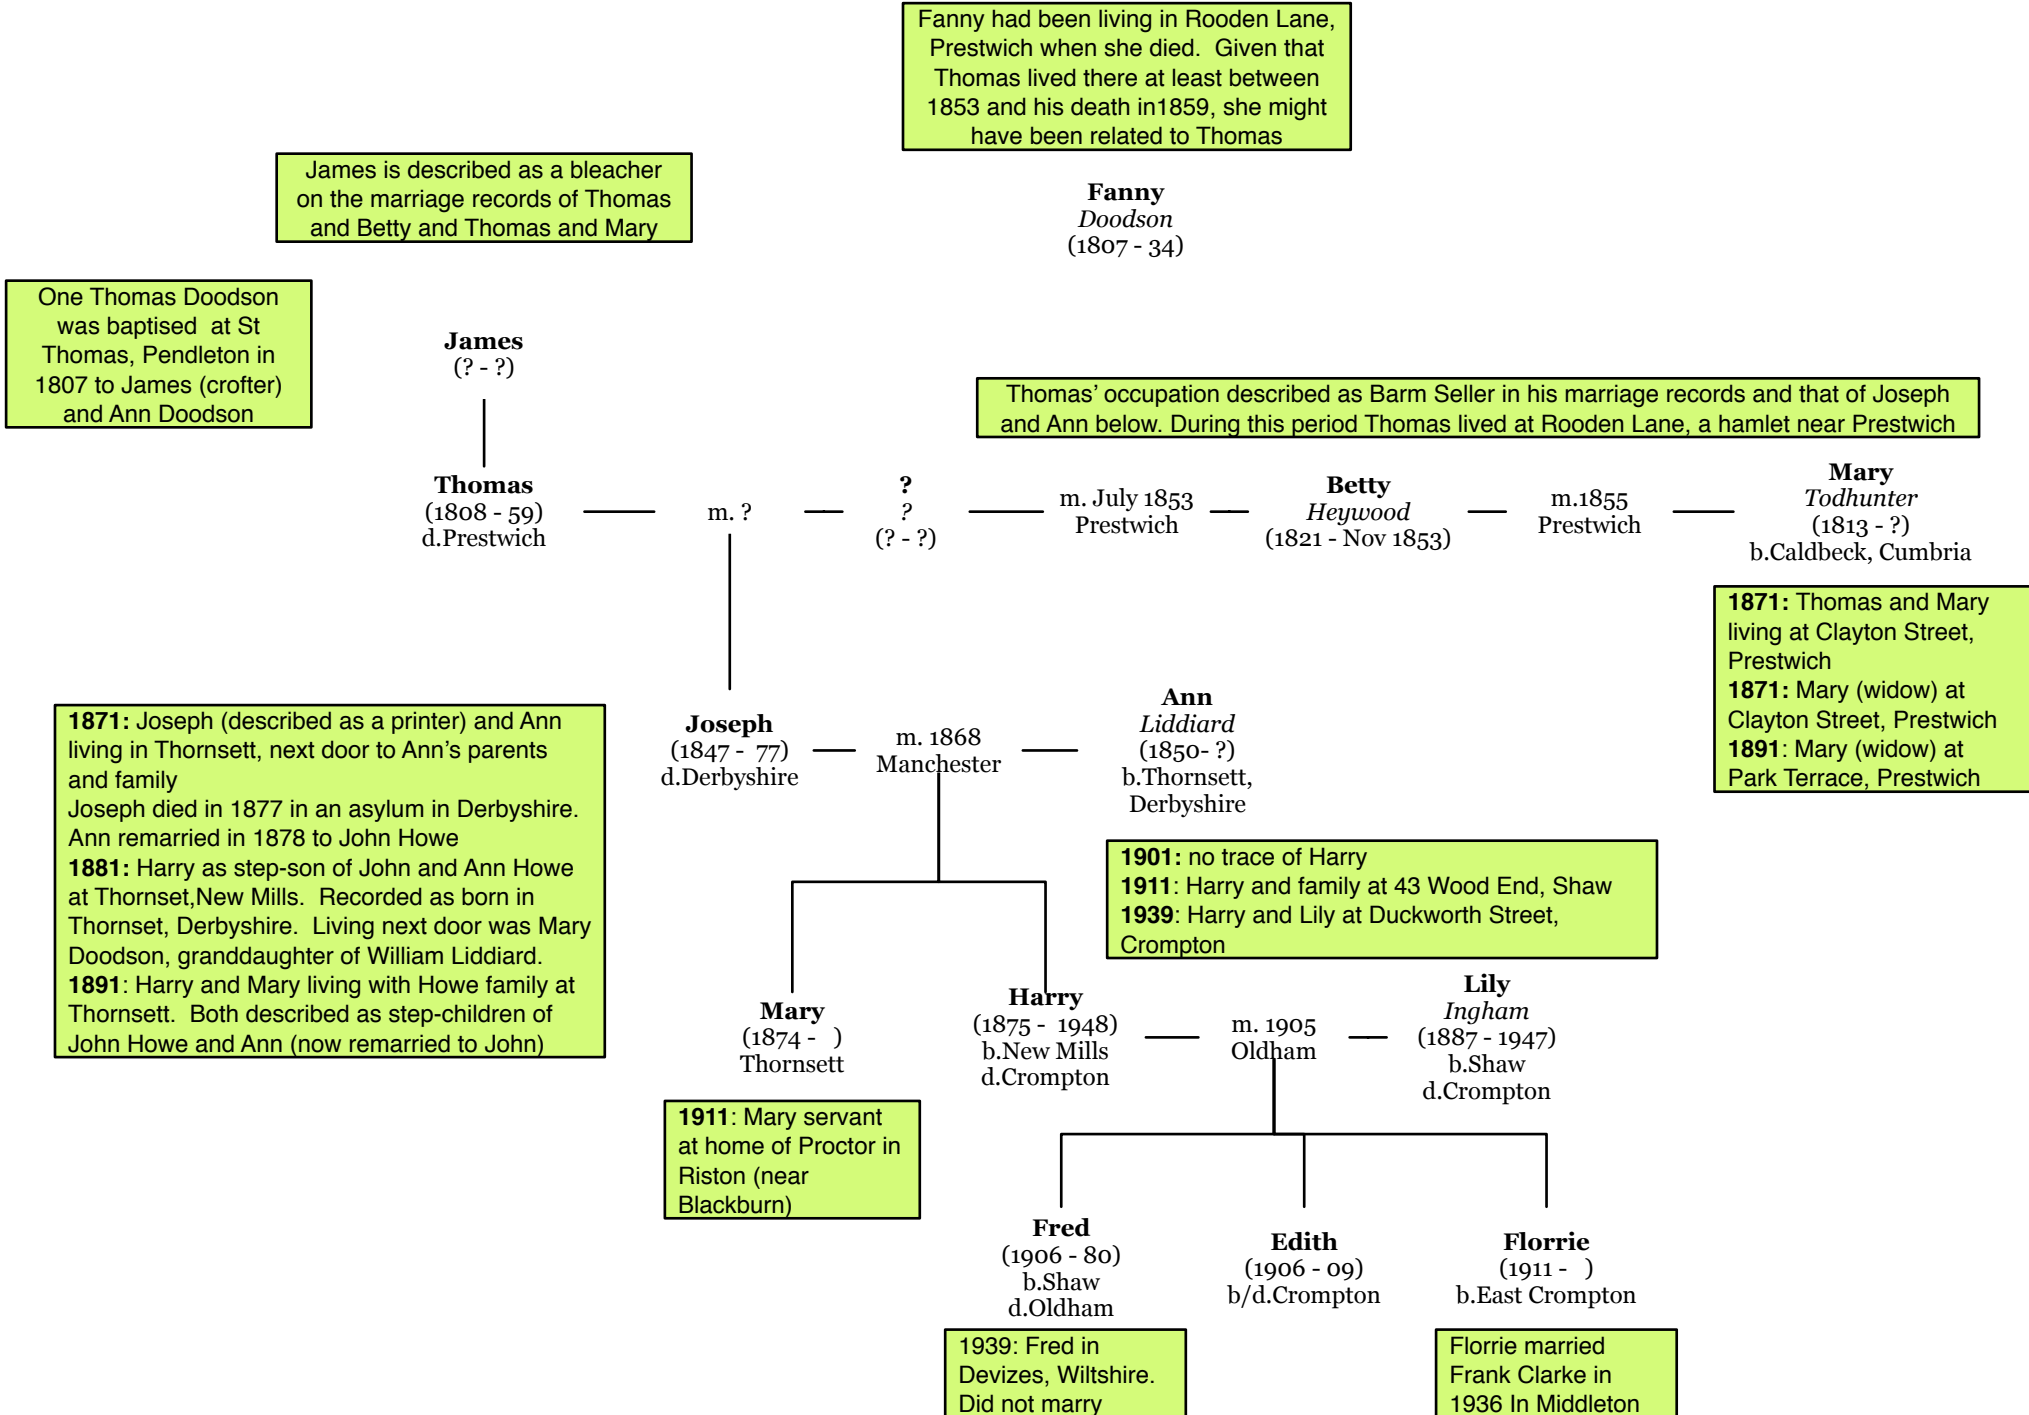 Fanny had been living in Rooden Lane,
Prestwich when she died.  Given that
Thomas lived there at least between
1853 and his death in1859, she might
have been related to Thomas
James is described as a bleacher
on the marriage records of Thomas
and Betty and Thomas and Mary
Fanny
Doodson
(1807 - 34)
One Thomas Doodson
was baptised  at St
Thomas, Pendleton in
1807 to James (crofter)
and Ann Doodson
James
(? - ?)
Thomas' occupation described as Barm Seller in his marriage records and that of Joseph
and Ann below. During this period Thomas lived at Rooden Lane, a hamlet near Prestwich
Thomas
(1808 - 59)
d.Prestwich
m. ?
?
?
(? - ?)
m. July 1853
Prestwich
Betty
Heywood
(1821 - Nov 1853)
m.1855
Prestwich
Mary
Todhunter
(1813 - ?)
b.Caldbeck, Cumbria
1871: Thomas and Mary
living at Clayton Street,
Prestwich
1871: Mary (widow) at
Clayton Street, Prestwich
1891: Mary (widow) at
Park Terrace, Prestwich
1871: Joseph (described as a printer) and Ann
living in Thornsett, next door to Ann's parents
and family
Joseph died in 1877 in an asylum in Derbyshire.
Ann remarried in 1878 to John Howe
1881: Harry as step-son of John and Ann Howe
at Thornset,New Mills.  Recorded as born in
Thornset, Derbyshire.  Living next door was Mary
Doodson, granddaughter of William Liddiard.
1891: Harry and Mary living with Howe family at
Thornsett.  Both described as step-children of
John Howe and Ann (now remarried to John)
Joseph
(1847 -  77)
d.Derbyshire
m. 1868
Manchester
Ann
Liddiard
(1850- ?)
b.Thornsett,
Derbyshire
1901: no trace of Harry
1911: Harry and family at 43 Wood End, Shaw
1939: Harry and Lily at Duckworth Street,
Crompton
Mary
(1874 -   )
Thornsett
Harry
(1875 -  1948)
b.New Mills
d.Crompton
m. 1905
Oldham
Lily
Ingham
(1887 - 1947)
b.Shaw
d.Crompton
1911: Mary servant
at home of Proctor in
Riston (near
Blackburn)
Fred
(1906 - 80)
b.Shaw
d.Oldham
Edith
(1906 - 09)
b/d.Crompton
Florrie
(1911 -   )
b.East Crompton
1939: Fred in
Devizes, Wiltshire.
Did not marry
Florrie married
Frank Clarke in
1936 In Middleton